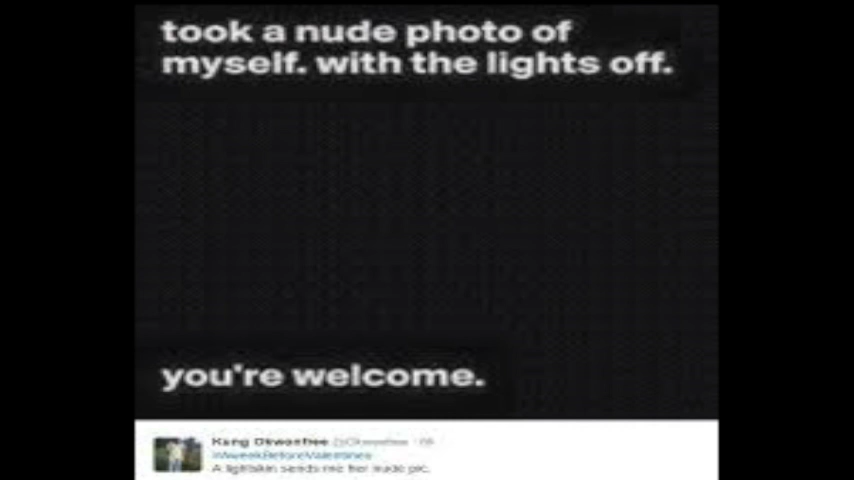 took a nude photo of
myself. with the lights off.
you're welcome.
Kang
#AweekBeforeValentines
A lightskin sends me her nude pic.